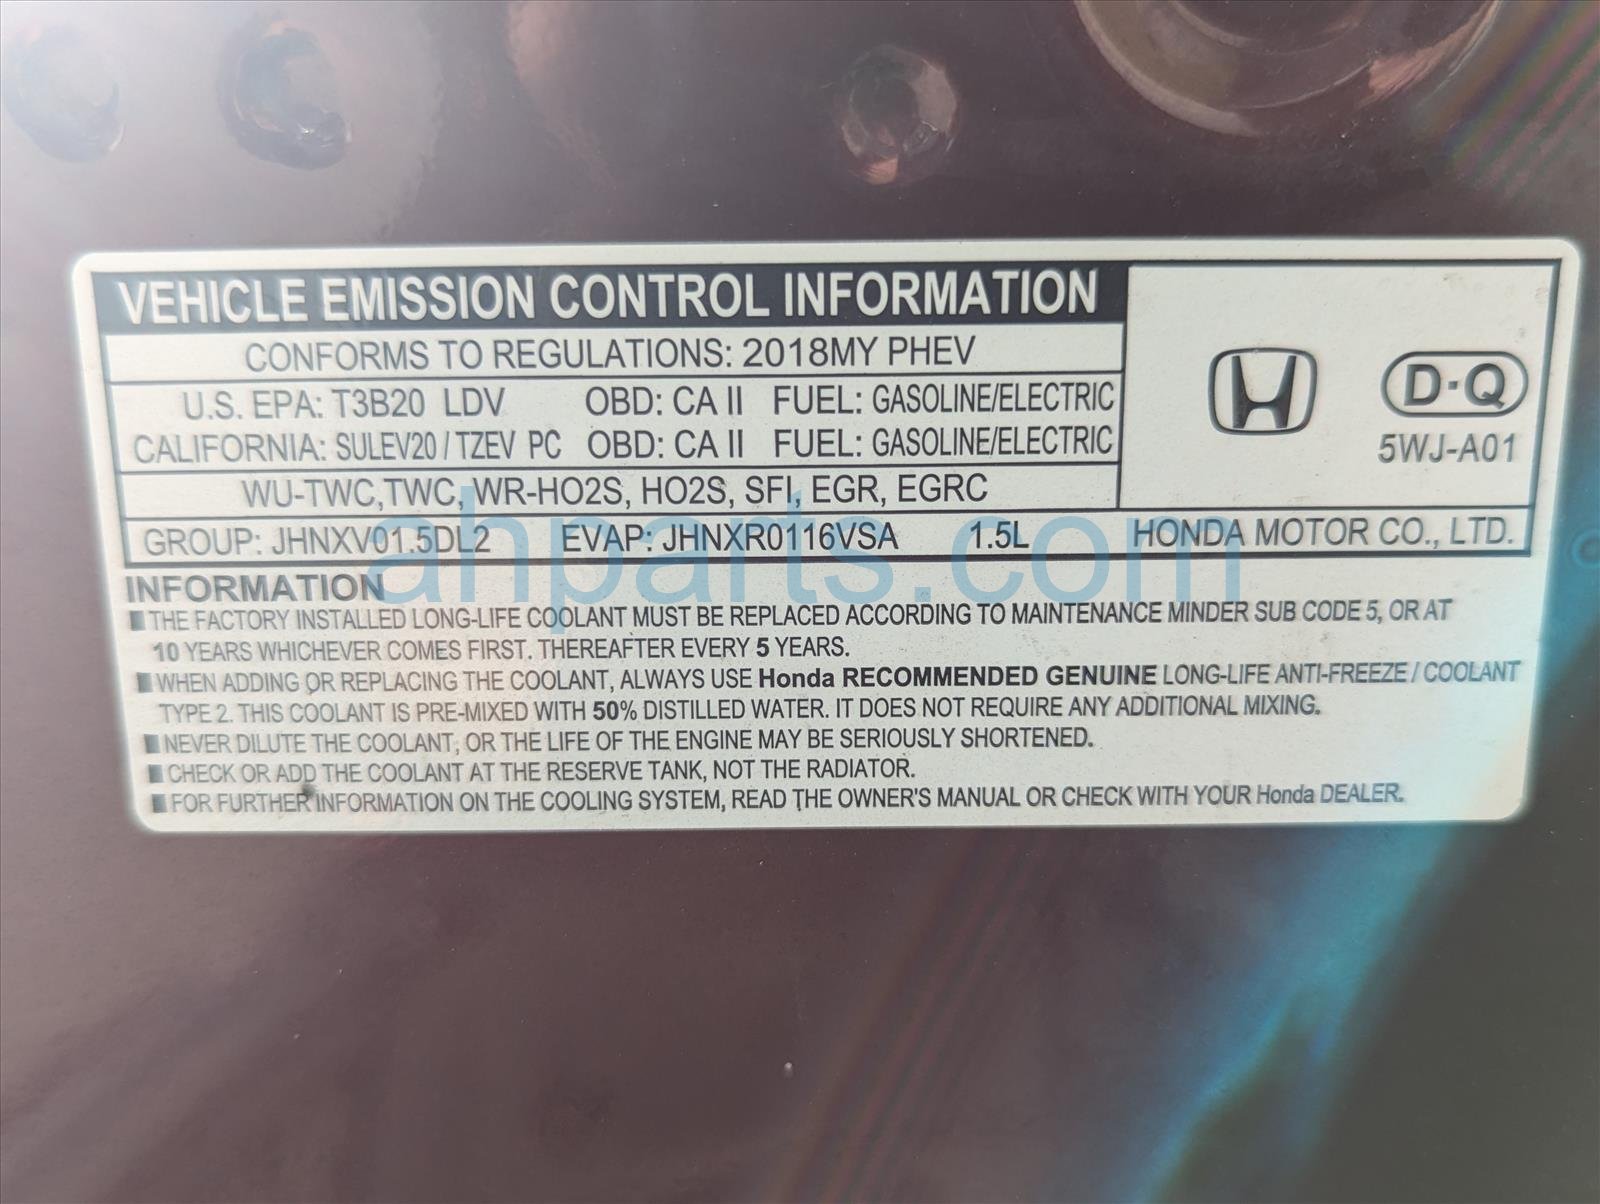 VEHICLE EMISSION CONTROL INFORMATION
CONFORMS TO REGULATIONS: 2018MY PHEV
U.S. EPA: T3B20 LDV OBD: CA II FUEL: GASOLINE/ELECTRIC
CALIFORNIA: SULEV20 / TZEV PC OBD: CA II FUEL: GASOLINE/ELECTRIC
D·Q
5WJ-A01
WU-TWC,TWC, WR-HO2S, HO2S, SFI, EGR, EGRC
GROUP: JHNXV01.5DL2 EVAP: JHNXR0116VSA 1.5L HONDA MOTOR CO., LTD.
ahparts.com
INFORMATION
■ THE FACTORY INSTALLED LONG-LIFE COOLANT MUST BE REPLACED ACCORDING TO MAINTENANCE MINDER SUB CODE 5, OR AT
10 YEARS WHICHEVER COMES FIRST. THEREAFTER EVERY 5 YEARS.
■ WHEN ADDING OR REPLACING THE COOLANT, ALWAYS USE Honda RECOMMENDED GENUINE LONG-LIFE ANTI-FREEZE / COOLANT
TYPE 2. THIS COOLANT IS PRE-MIXED WITH 50% DISTILLED WATER. IT DOES NOT REQUIRE ANY ADDITIONAL MIXING.
■ NEVER DILUTE THE COOLANT, OR THE LIFE OF THE ENGINE MAY BE SERIOUSLY SHORTENED.
■ CHECK OR ADD THE COOLANT AT THE RESERVE TANK, NOT THE RADIATOR.
■ FOR FURTHER INFORMATION ON THE COOLING SYSTEM, READ THE OWNER'S MANUAL OR CHECK WITH YOUR Honda DEALER.